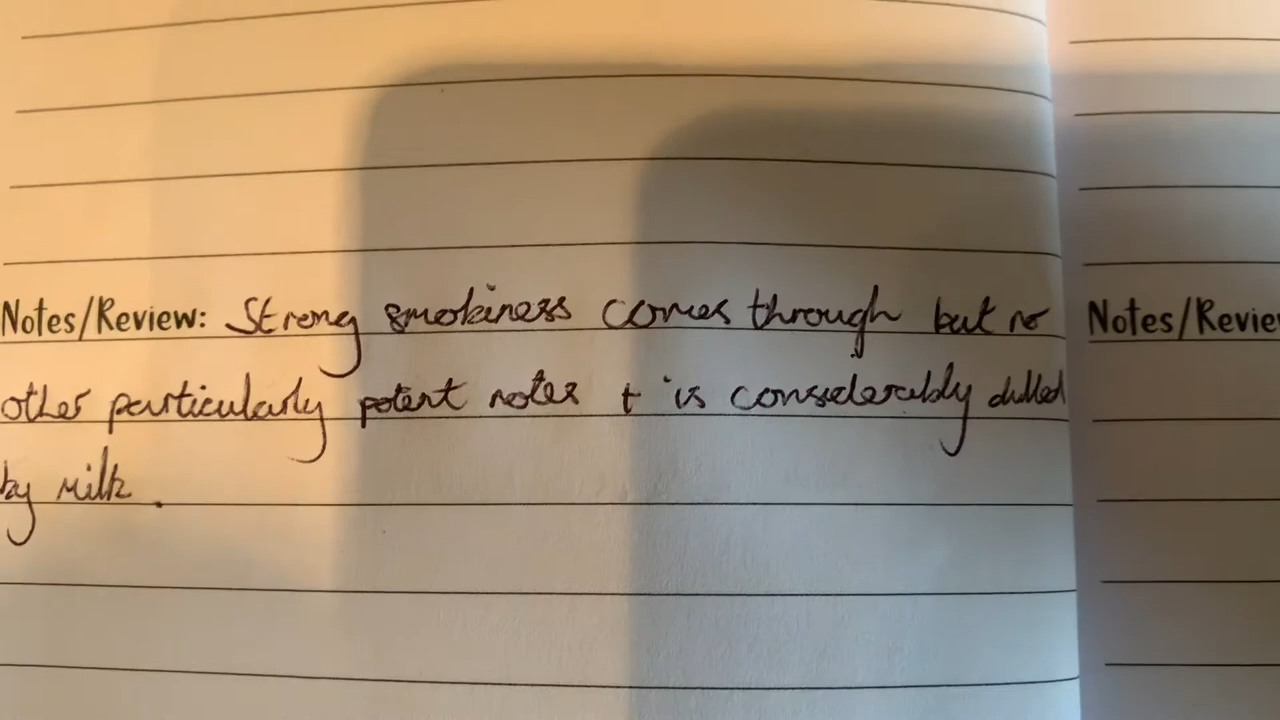 Notes/Review: Strong smokiness comes through but no
other particularly potent notes + is considerably dulled
by milk.
Notes/Review